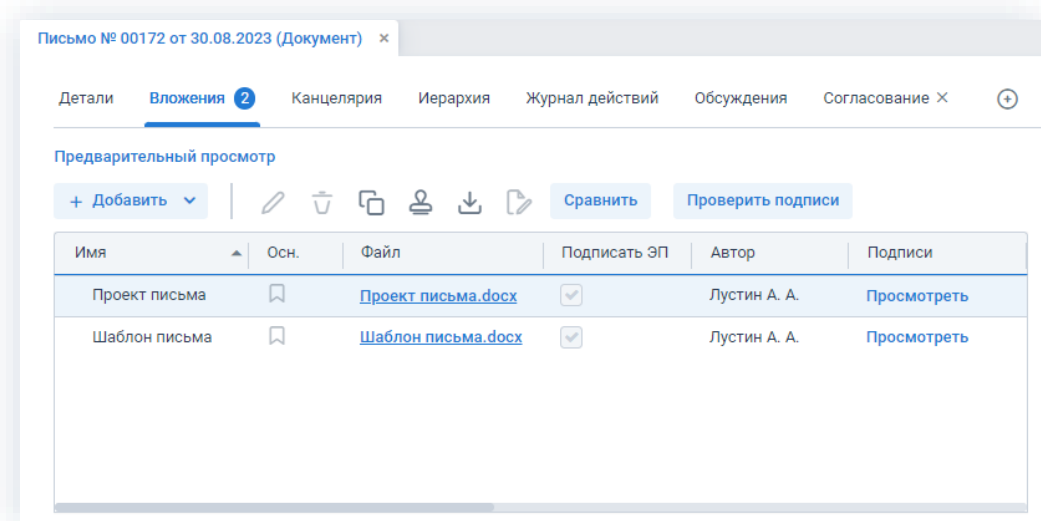 Письмо № 00172 от 30.08.2023 (Документ) ×
Детали Вложения 2 Канцелярия Иерархия Журнал действий Обсуждения Согласование ×
Предварительный просмотр
+ Добавить Сравнить Проверить подписи
Имя Осн. Файл Подписать ЭП Автор Подписи
Проект письма Проект письма.docx Лустин А. А. Просмотреть
Шаблон письма Шаблон письма.docx Лустин А. А. Просмотреть